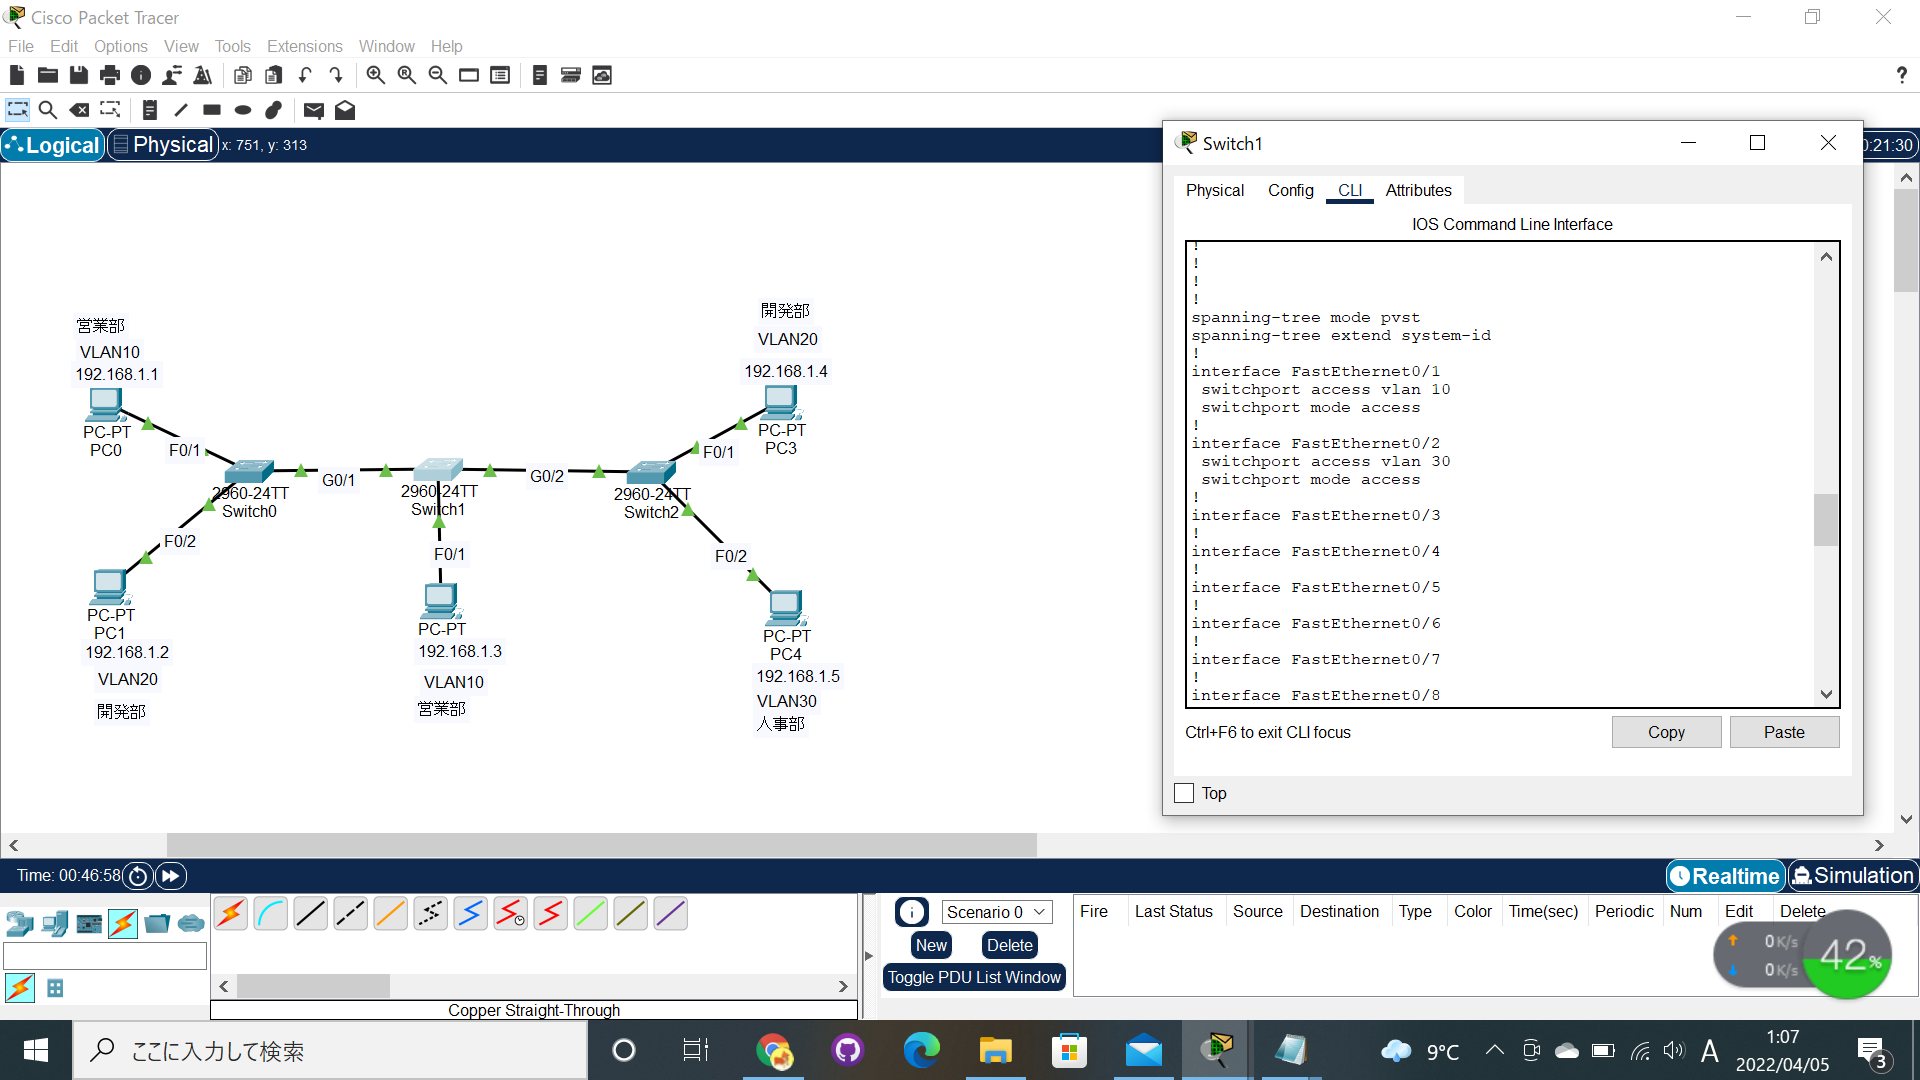 Cisco Packet Tracer
File Edit Options View Tools Extensions Window Help
?
Logical Physical x: 751, y: 313
0:21:30
営業部
VLAN10
192.168.1.1
PC-PT
PC0
F0/1
2960-24TT
Switch0
F0/2
PC-PT
PC1
192.168.1.2
VLAN20
開発部
G0/1
2960-24TT
Switch1
F0/1
PC-PT
192.168.1.3
VLAN10
営業部
G0/2
開発部
VLAN20
192.168.1.4
PC-PT
PC3
F0/1
2960-24TT
Switch2
F0/2
PC-PT
PC4
192.168.1.5
VLAN30
人事部
Switch1
Physical Config CLI Attributes
IOS Command Line Interface
!
!
!
!
spanning-tree mode pvst
spanning-tree extend system-id
!
interface FastEthernet0/1
switchport access vlan 10
switchport mode access
!
interface FastEthernet0/2
switchport access vlan 30
switchport mode access
!
interface FastEthernet0/3
!
interface FastEthernet0/4
!
interface FastEthernet0/5
!
interface FastEthernet0/6
!
interface FastEthernet0/7
!
interface FastEthernet0/8
Ctrl+F6 to exit CLI focus
Copy Paste
Top
Time: 00:46:58
Realtime Simulation
Scenario 0
New Delete
Toggle PDU List Window
Fire Last Status Source Destination Type Color Time(sec) Periodic Num Edit Delete
0K/s
0K/s
42%
Copper Straight-Through
ここに入力して検索
9°C
A
1:07
2022/04/05
3